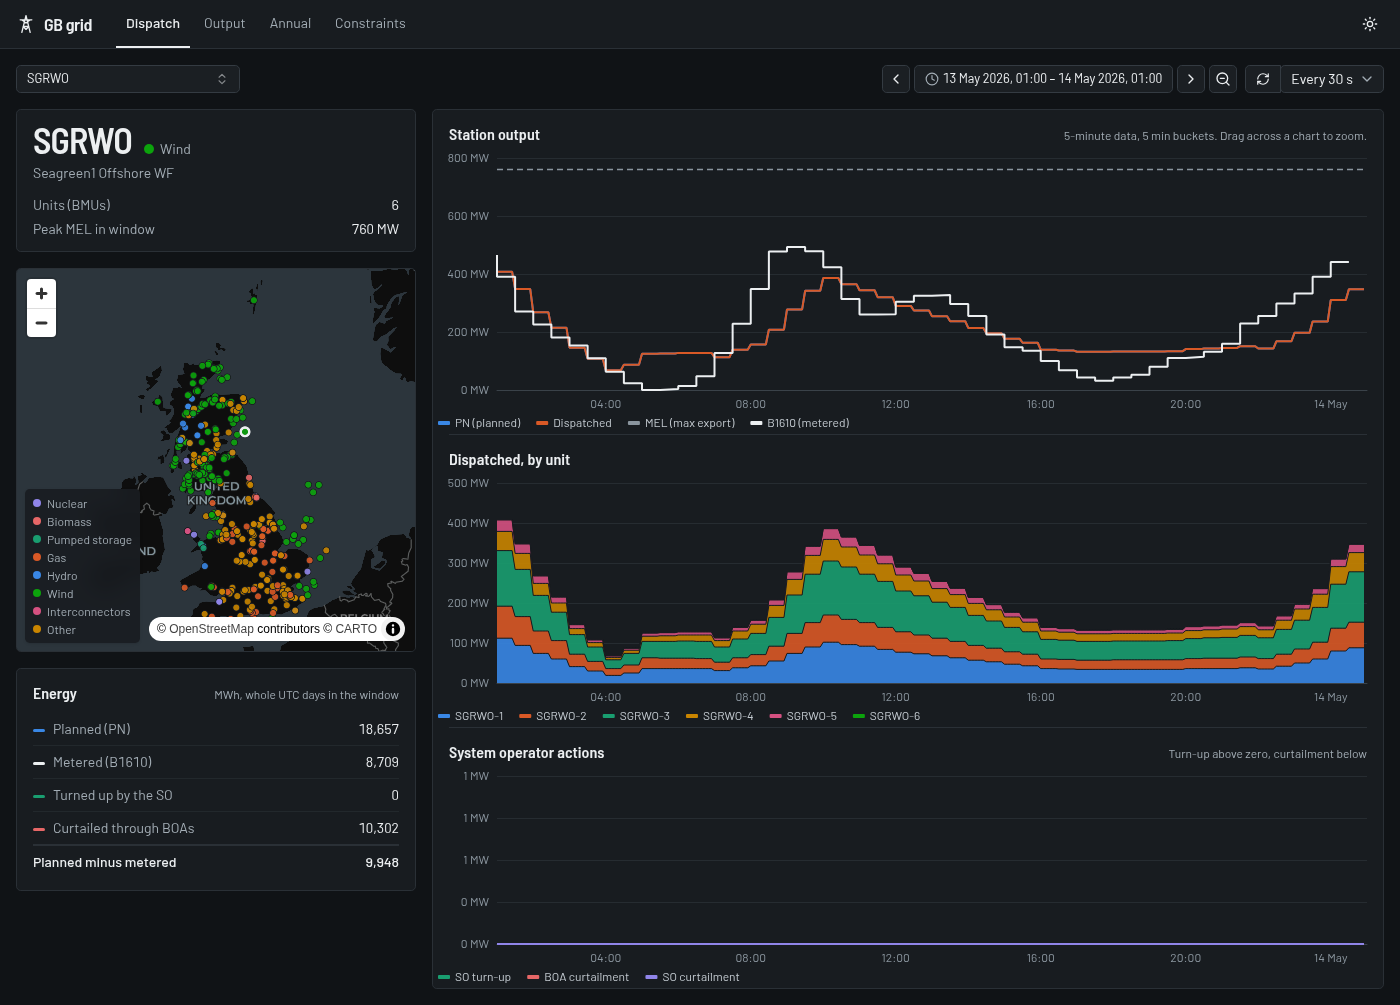 GB grid
Dispatch
Output
Annual
Constraints
SGRWO
13 May 2026, 01:00 – 14 May 2026, 01:00
Every 30 s
SGRWO
Wind
Seagreen1 Offshore WF
Units (BMUs) 6
Peak MEL in window 760 MW
+
−
UNITED
KINGDOM
ND
BELGIUM
Nuclear
Biomass
Pumped storage
Gas
Hydro
Wind
Interconnectors
Other
© OpenStreetMap contributors © CARTO
Energy
MWh, whole UTC days in the window
Planned (PN) 18,657
Metered (B1610) 8,709
Turned up by the SO 0
Curtailed through BOAs 10,302
Planned minus metered 9,948
Station output
5-minute data, 5 min buckets. Drag across a chart to zoom.
800 MW
600 MW
400 MW
200 MW
0 MW
04:00 08:00 12:00 16:00 20:00 14 May
PN (planned) Dispatched MEL (max export) B1610 (metered)
Dispatched, by unit
500 MW
400 MW
300 MW
200 MW
100 MW
0 MW
04:00 08:00 12:00 16:00 20:00 14 May
SGRWO-1 SGRWO-2 SGRWO-3 SGRWO-4 SGRWO-5 SGRWO-6
System operator actions
Turn-up above zero, curtailment below
1 MW
1 MW
1 MW
0 MW
0 MW
04:00 08:00 12:00 16:00 20:00 14 May
SO turn-up BOA curtailment SO curtailment